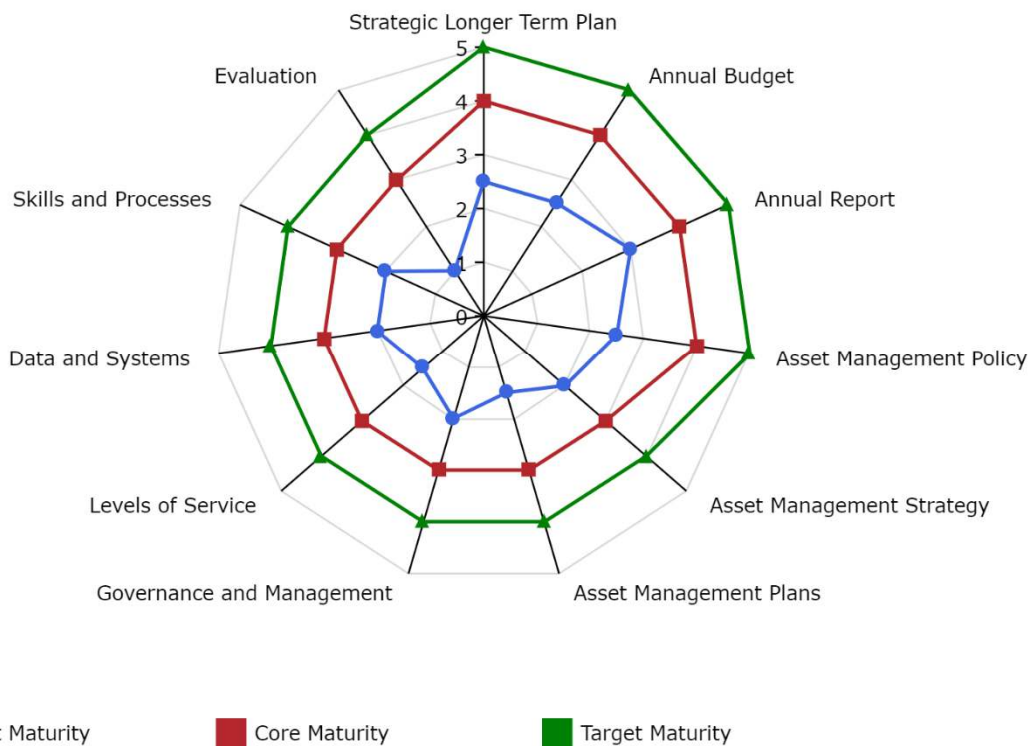 Strategic Longer Term Plan
5
Evaluation
Annual Budget
4
3
Skills and Processes
Annual Report
2
1
0
Data and Systems
Asset Management Policy
Levels of Service
Asset Management Strategy
Governance and Management
Asset Management Plans
Maturity
Core Maturity
Target Maturity